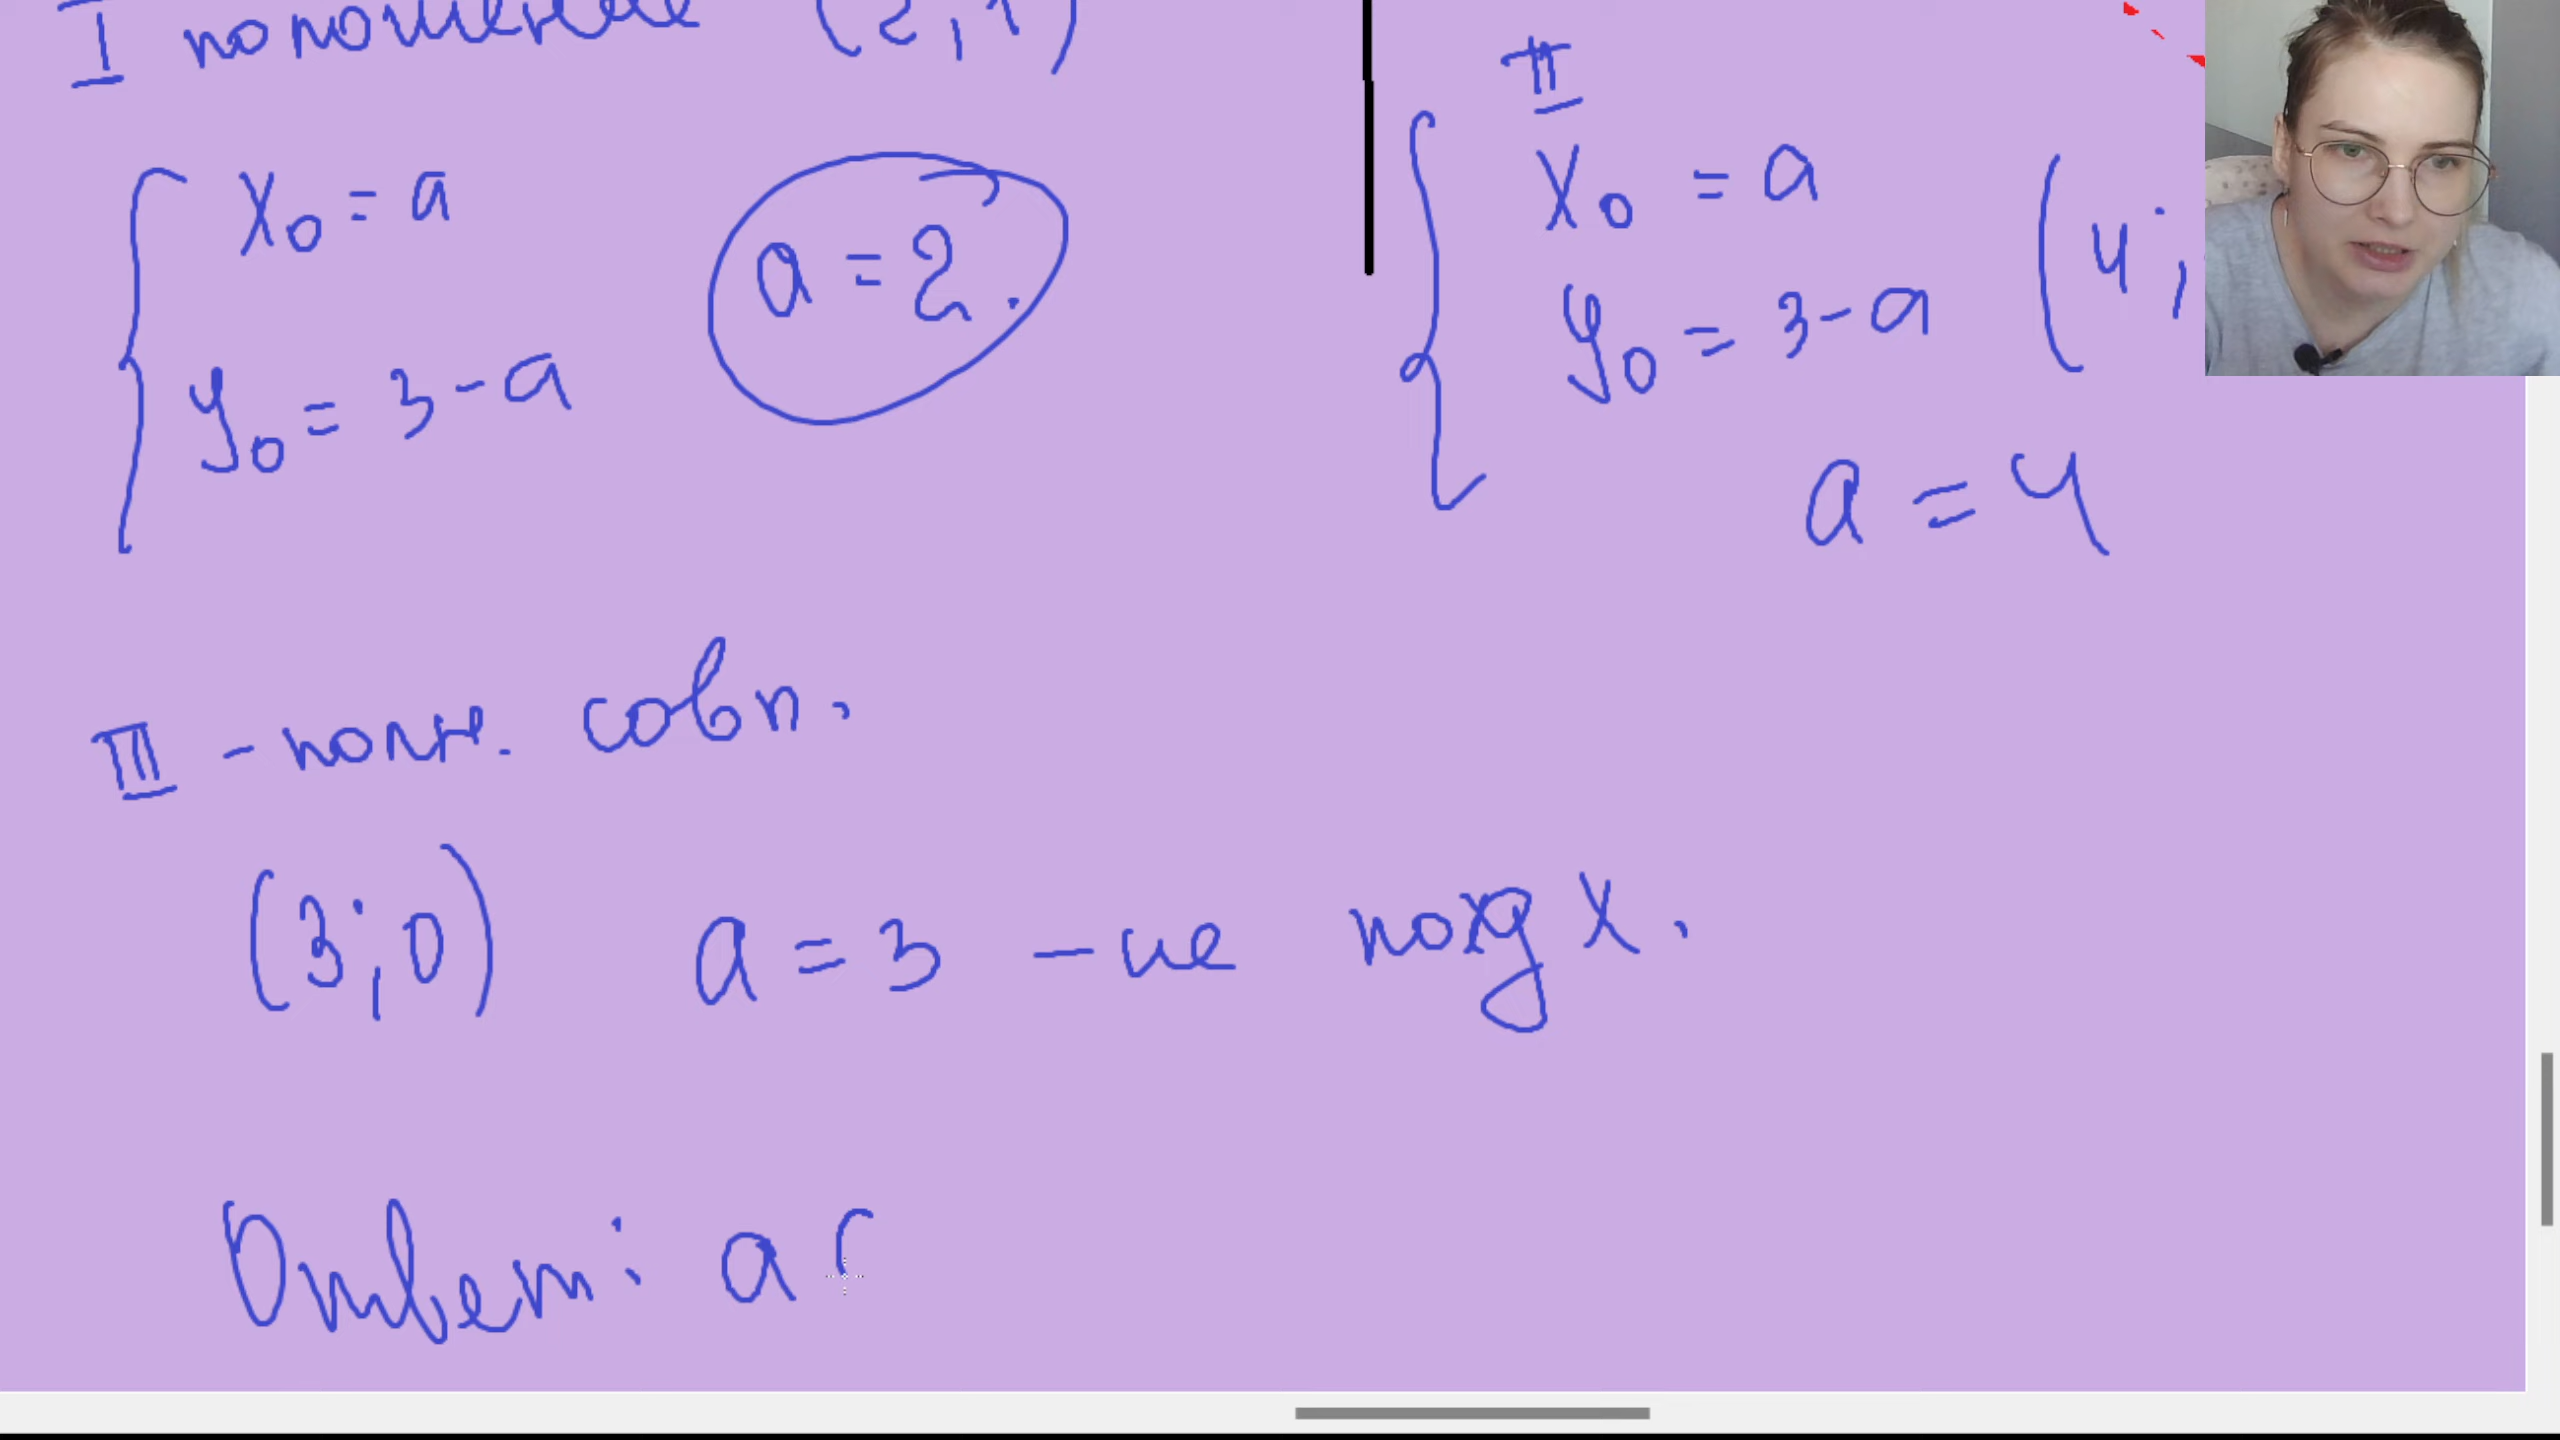 I положение (2;1)
x₀ = a
y₀ = 3 - a
a = 2.
II
x₀ = a
y₀ = 3 - a
(4;
a = 4
III - полн. совп.
(3;0) a = 3 - не подх.
Ответ: a